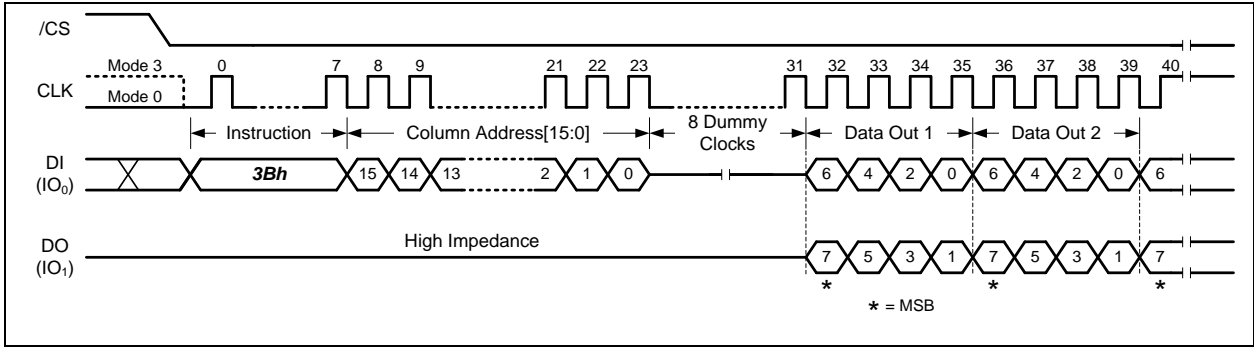 /CS
Mode 3 0 7 8 9 21 22 23 31 32 33 34 35 36 37 38 39 40
CLK
Mode 0
Instruction Column Address[15:0] 8 Dummy Clocks Data Out 1 Data Out 2
DI
(IO₀)
3Bh 15 14 13 2 1 0 6 4 2 0 6 4 2 0 6
High Impedance
DO
(IO₁)
7 5 3 1 7 5 3 1 7
* * *
* = MSB